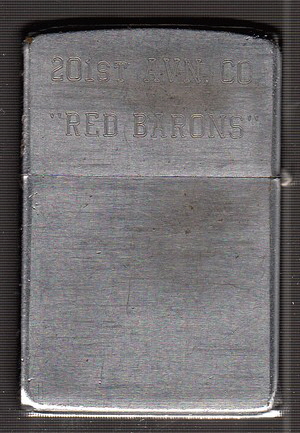 201ST AVN. CO.
"RED BARONS"